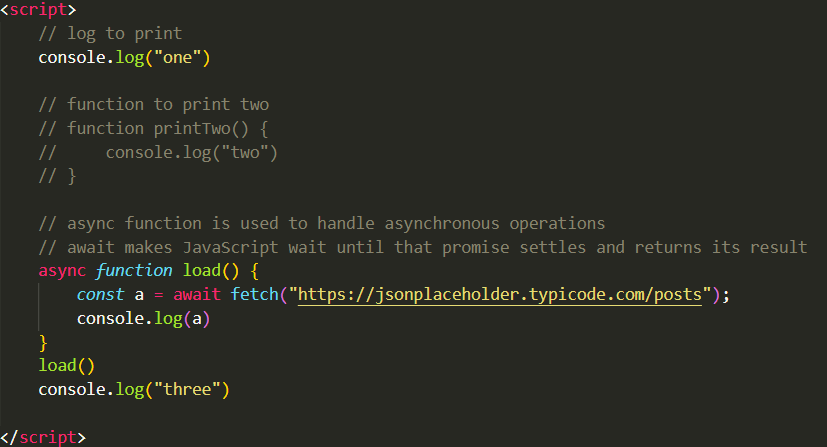 <script>
// log to print
console.log("one")
// function to print two
// function printTwo() {
//     console.log("two")
// }
// async function is used to handle asynchronous operations
// await makes JavaScript wait until that promise settles and returns its result
async function load() {
const a = await fetch("https://jsonplaceholder.typicode.com/posts");
console.log(a)
}
load()
console.log("three")
</script>